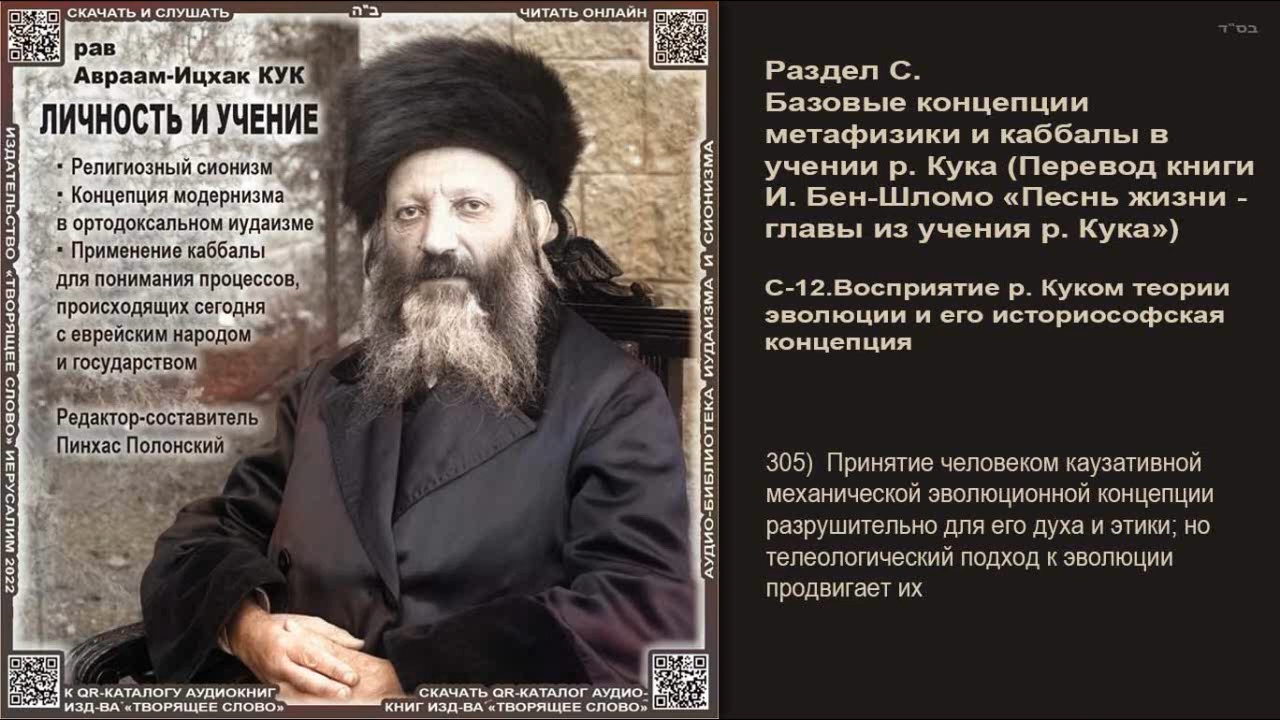 СКАЧАТЬ И СЛУШАТЬ
ב"ה
ЧИТАТЬ ОНЛАЙН
рав
Авраам-Ицхак КУК
ЛИЧНОСТЬ И УЧЕНИЕ
· Религиозный сионизм
· Концепция модернизма
в ортодоксальном иудаизме
· Применение каббалы
для понимания процессов,
происходящих сегодня
с еврейским народом
и государством
Редактор-составитель
Пинхас Полонский
ИЗДАТЕЛЬСТВО «ТВОРЯЩЕЕ СЛОВО» ИЕРУСАЛИМ 2022
АУДИО-БИБЛИОТЕКА ИУДАИЗМА И СИОНИЗМА
К QR-КАТАЛОГУ АУДИОКНИГ
ИЗД-ВА «ТВОРЯЩЕЕ СЛОВО»
СКАЧАТЬ QR-КАТАЛОГ АУДИО-
КНИГ ИЗД-ВА «ТВОРЯЩЕЕ СЛОВО»
בס"ד
Раздел С.
Базовые концепции
метафизики и каббалы в
учении р. Кука (Перевод книги
И. Бен-Шломо «Песнь жизни -
главы из учения р. Кука»)
С-12.Восприятие р. Куком теории
эволюции и его историософская
концепция
305) Принятие человеком каузативной
механической эволюционной концепции
разрушительно для его духа и этики; но
телеологический подход к эволюции
продвигает их